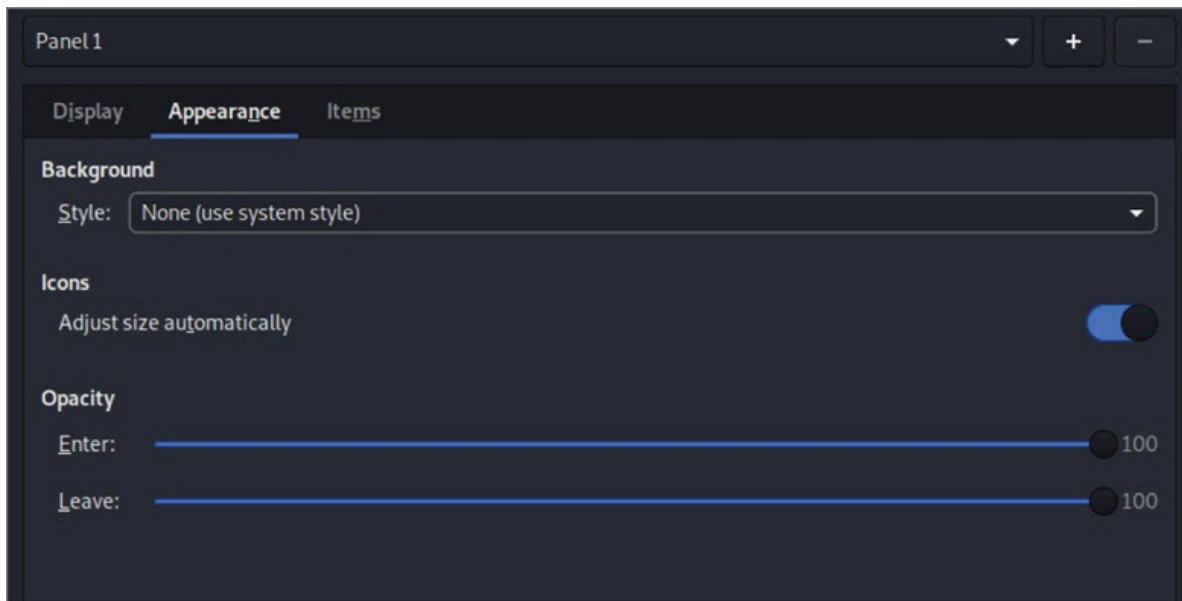 Panel 1
+ −
Display Appearance Items
Background
Style: None (use system style)
Icons
Adjust size automatically
Opacity
Enter: 100
Leave: 100